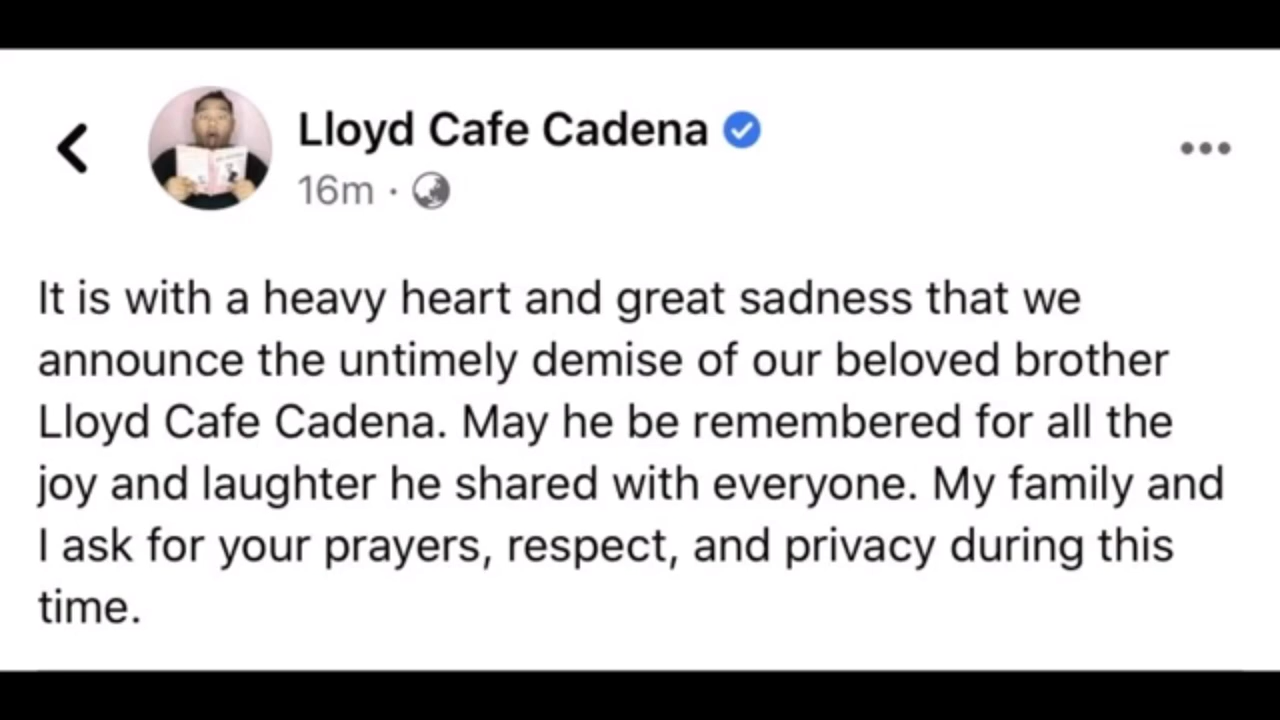 Lloyd Cafe Cadena
16m ·
It is with a heavy heart and great sadness that we
announce the untimely demise of our beloved brother
Lloyd Cafe Cadena. May he be remembered for all the
joy and laughter he shared with everyone. My family and
I ask for your prayers, respect, and privacy during this
time.